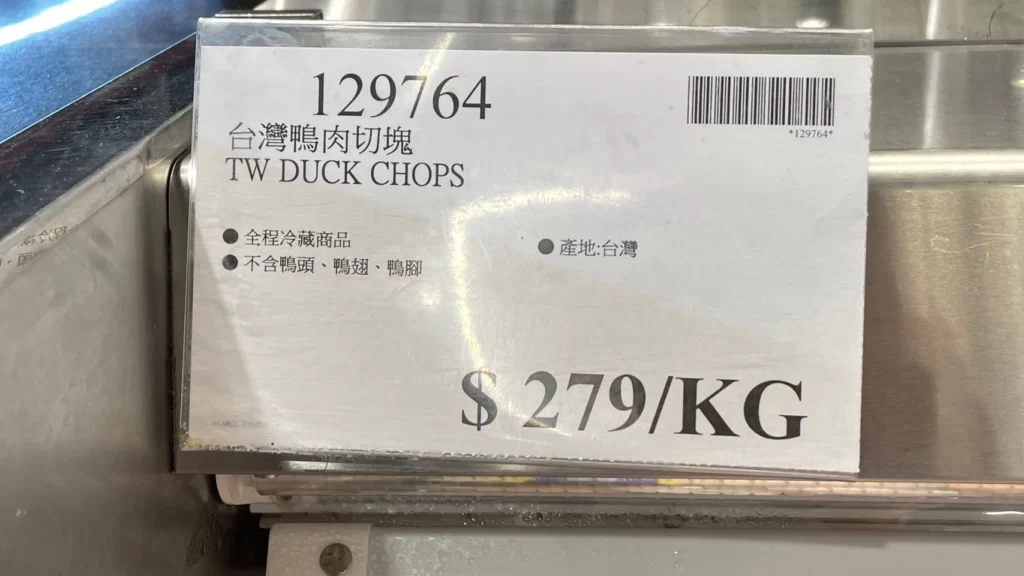 129764
*129764*
台灣鴨肉切塊
TW DUCK CHOPS
● 全程冷藏商品
● 不含鴨頭、鴨翅、鴨腳
● 產地:台灣
$ 279/KG